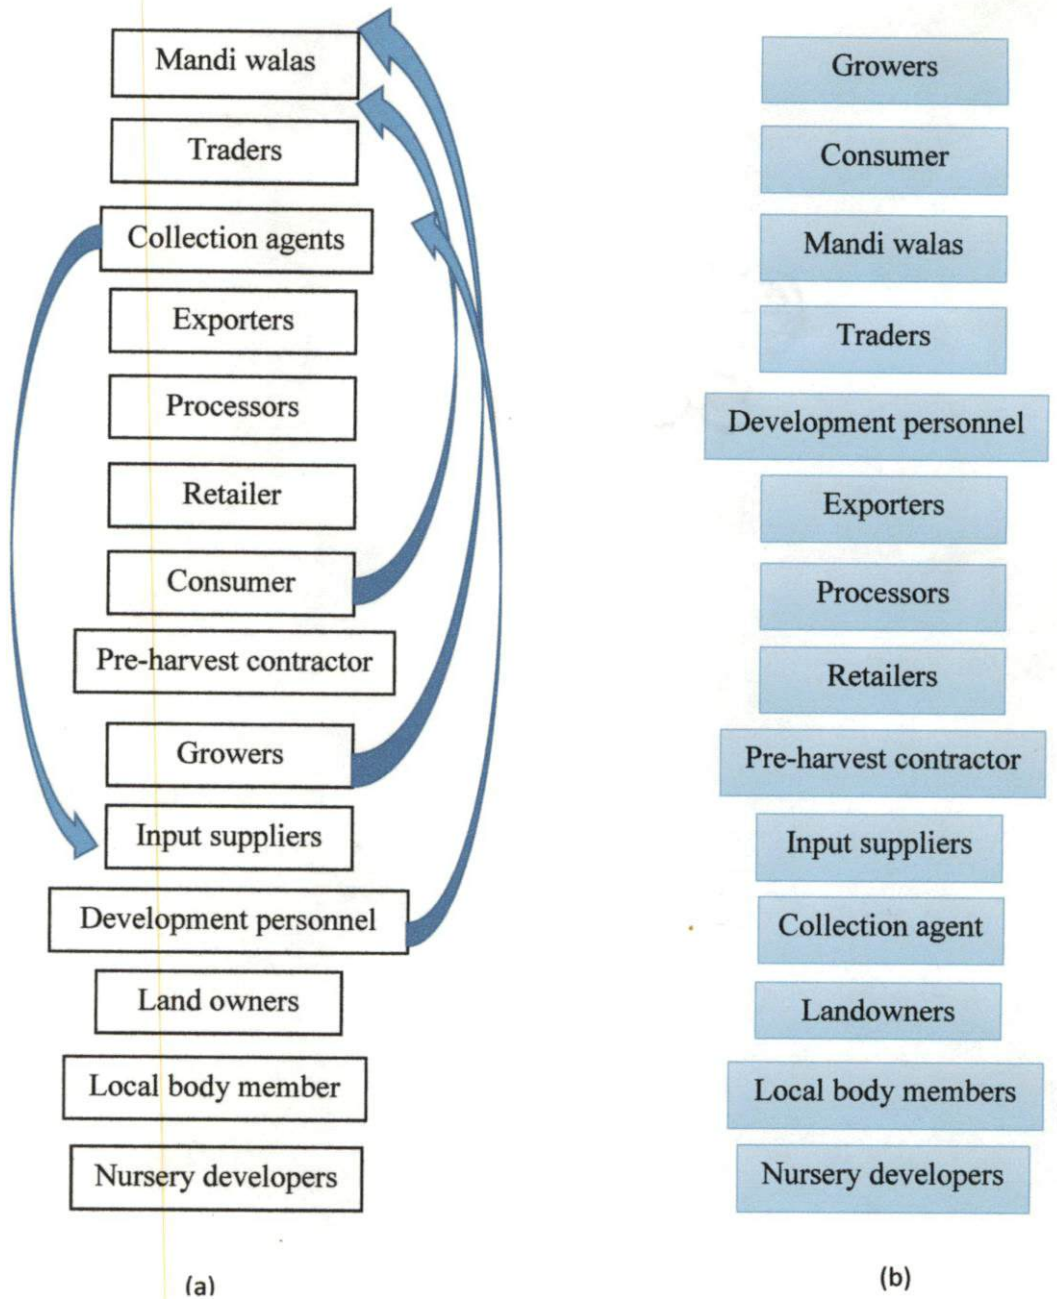 Mandi walas
Traders
Collection agents
Exporters
Processors
Retailer
Consumer
Pre-harvest contractor
Growers
Input suppliers
Development personnel
Land owners
Local body member
Nursery developers
(a)
Growers
Consumer
Mandi walas
Traders
Development personnel
Exporters
Processors
Retailers
Pre-harvest contractor
Input suppliers
Collection agent
Landowners
Local body members
Nursery developers
(b)